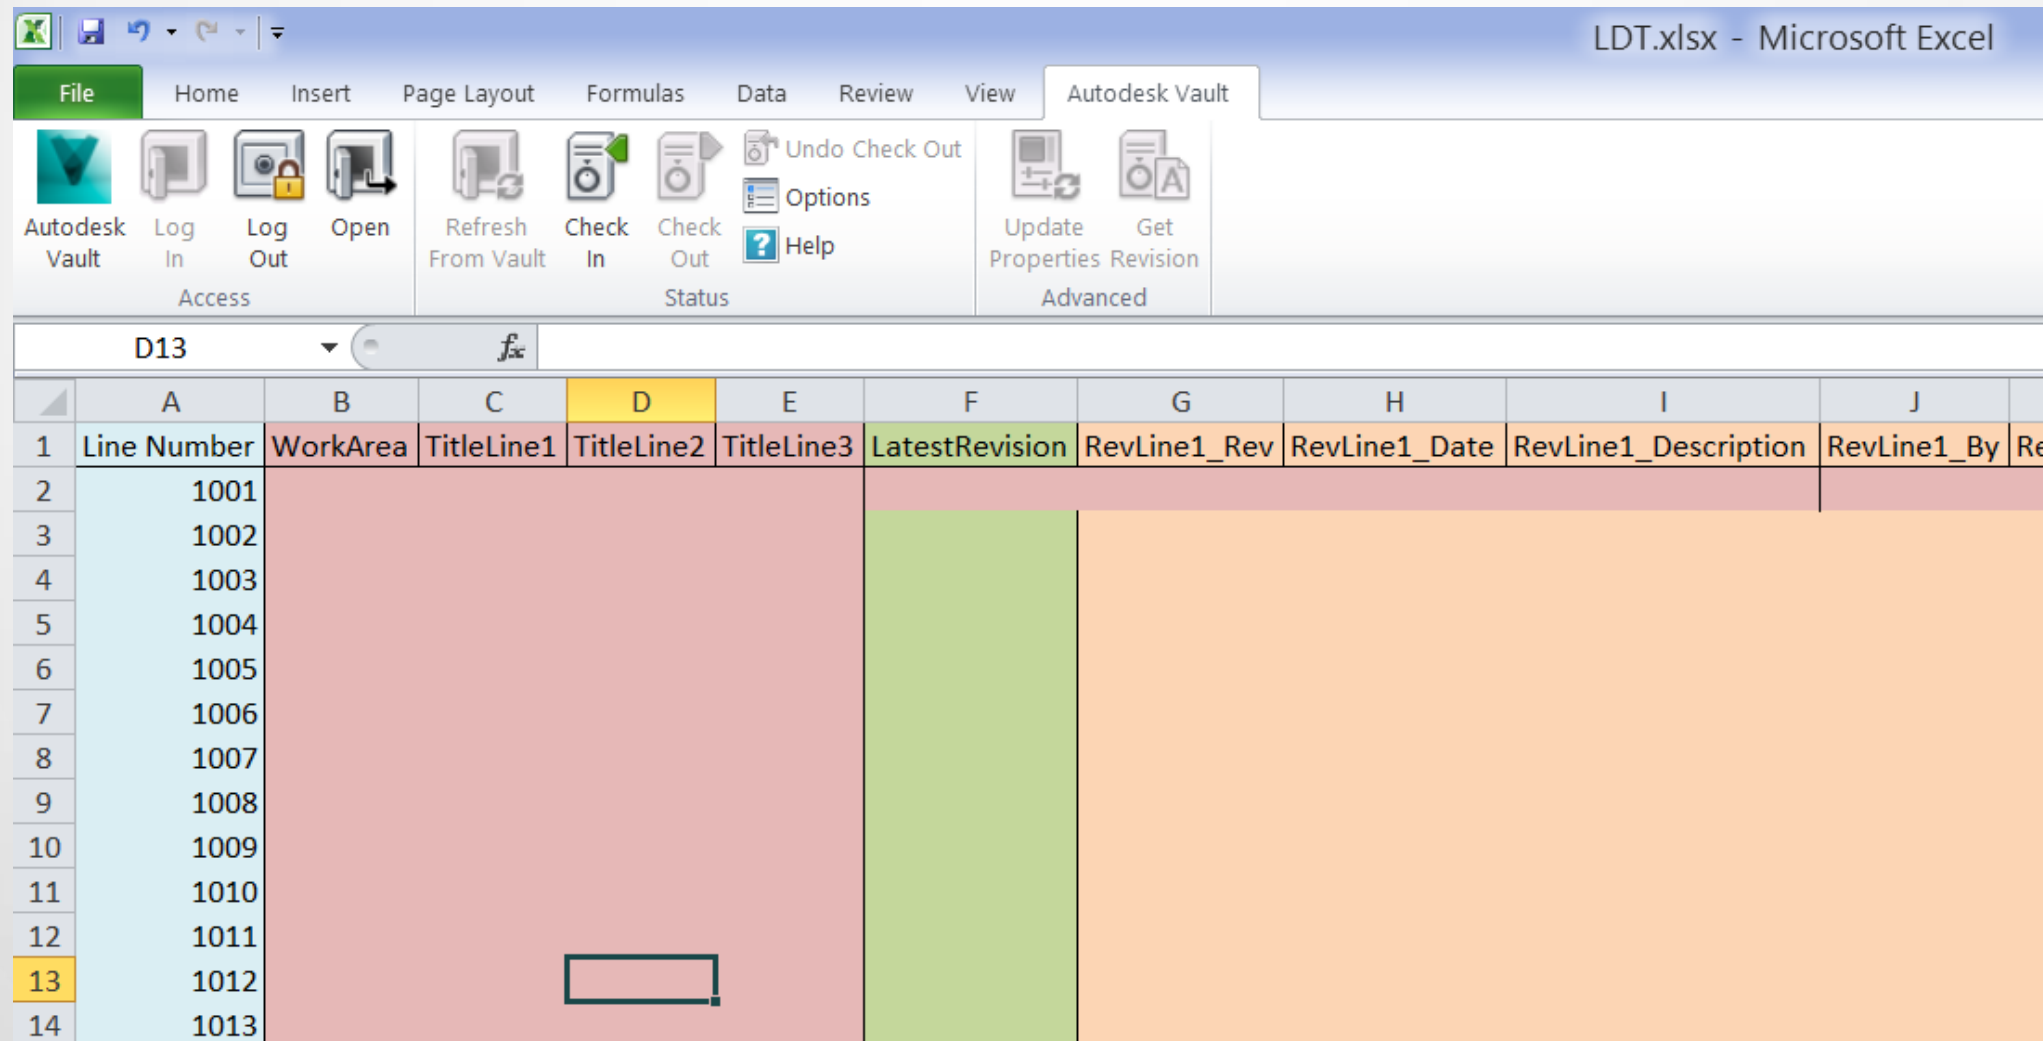 LDT.xlsx - Microsoft Excel
File Home Insert Page Layout Formulas Data Review View Autodesk Vault
Autodesk Vault
Log In
Log Out
Open
Access
Refresh From Vault
Check In
Check Out
Undo Check Out
Options
Help
Status
Update Properties
Get Revision
Advanced
D13 fx
A B C D E F G H I J
1 Line Number WorkArea TitleLine1 TitleLine2 TitleLine3 LatestRevision RevLine1_Rev RevLine1_Date RevLine1_Description RevLine1_By
2 1001
3 1002
4 1003
5 1004
6 1005
7 1006
8 1007
9 1008
10 1009
11 1010
12 1011
13 1012
14 1013